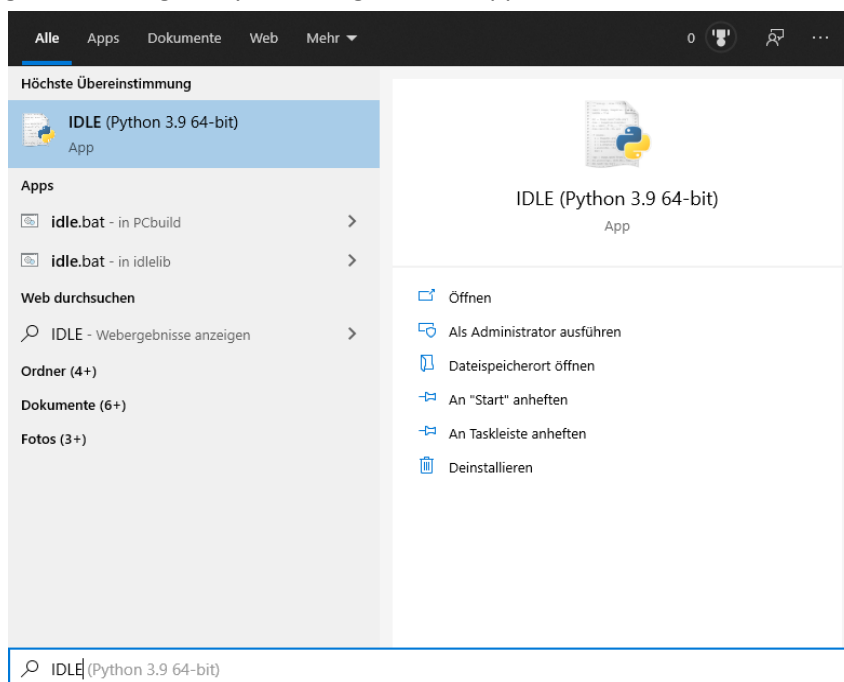 Alle Apps Dokumente Web Mehr 0
Höchste Übereinstimmung
IDLE (Python 3.9 64-bit)
App
Apps
idle.bat - in PCbuild
idle.bat - in idlelib
Web durchsuchen
IDLE - Webergebnisse anzeigen
Ordner (4+)
Dokumente (6+)
Fotos (3+)
IDLE (Python 3.9 64-bit)
App
Öffnen
Als Administrator ausführen
Dateispeicherort öffnen
An "Start" anheften
An Taskleiste anheften
Deinstallieren
IDLE (Python 3.9 64-bit)